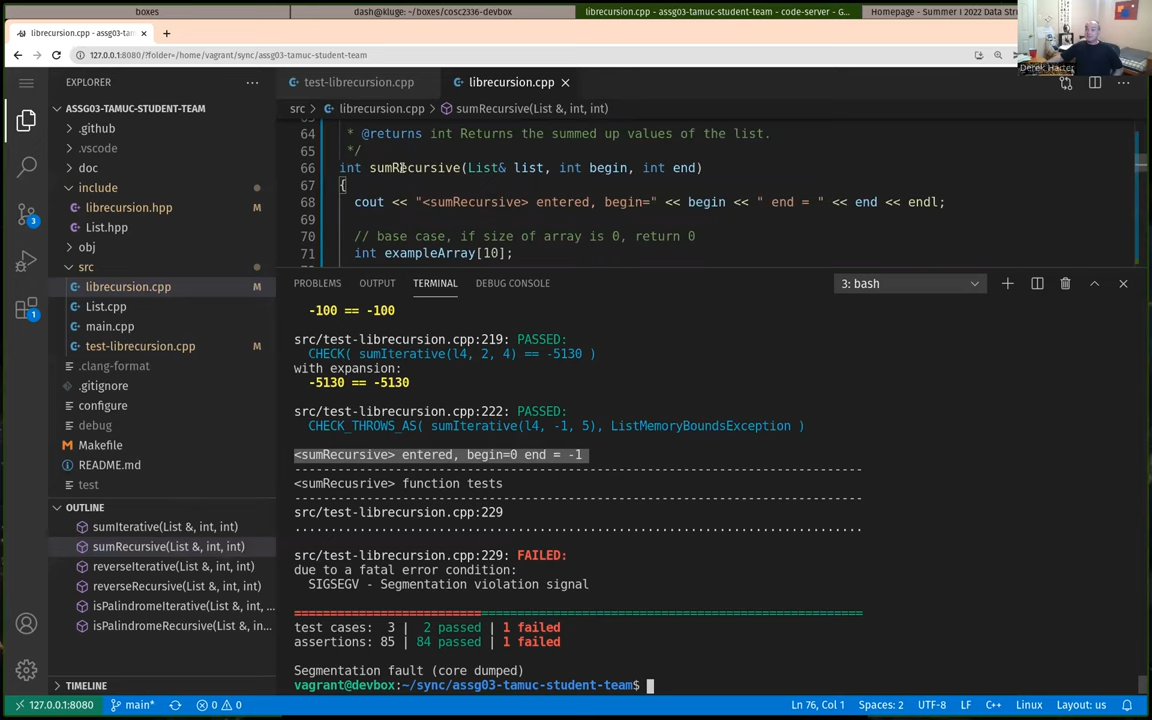 boxes
dash@kluge: ~/boxes/cosc2336-devbox
librecursion.cpp - assg03-tamuc-student-team - code-server - G...
Homepage - Summer I 2022 Data Str
librecursion.cpp - assg03-tam
127.0.0.1:8080/?folder=/home/vagrant/sync/assg03-tamuc-student-team
Derek Harter
EXPLORER
test-librecursion.cpp
librecursion.cpp
ASSG03-TAMUC-STUDENT-TEAM
src > librecursion.cpp > sumRecursive(List &, int, int)
.github
.vscode
doc
include
librecursion.hpp M
List.hpp
obj
src
librecursion.cpp M
List.cpp
main.cpp
test-librecursion.cpp M
.clang-format
.gitignore
configure
debug
Makefile
README.md
test
3
1
OUTLINE
sumIterative(List &, int, int)
sumRecursive(List &, int, int)
reverseIterative(List &, int, int)
reverseRecursive(List &, int, int)
isPalindromeIterative(List &, int, ...
isPalindromeRecursive(List &, in...
TIMELINE
64 * @returns int Returns the summed up values of the list.
65 */
66 int sumRecursive(List& list, int begin, int end)
67 {
68 cout << "<sumRecursive> entered, begin=" << begin << " end = " << end << endl;
69
70 // base case, if size of array is 0, return 0
71 int exampleArray[10];
PROBLEMS OUTPUT TERMINAL DEBUG CONSOLE
3: bash
-100 == -100
src/test-librecursion.cpp:219: PASSED:
CHECK( sumIterative(l4, 2, 4) == -5130 )
with expansion:
-5130 == -5130
src/test-librecursion.cpp:222: PASSED:
CHECK_THROWS_AS( sumIterative(l4, -1, 5), ListMemoryBoundsException )
<sumRecursive> entered, begin=0 end = -1
-------------------------------------------------------------------------------
<sumRecusrive> function tests
-------------------------------------------------------------------------------
src/test-librecursion.cpp:229
...............................................................................
src/test-librecursion.cpp:229: FAILED:
due to a fatal error condition:
SIGSEGV - Segmentation violation signal
===============================================================================
test cases: 3 | 2 passed | 1 failed
assertions: 85 | 84 passed | 1 failed
Segmentation fault (core dumped)
vagrant@devbox:~/sync/assg03-tamuc-student-team$
127.0.0.1:8080 main* 0 0
Ln 76, Col 1 Spaces: 2 UTF-8 LF C++ Linux Layout: us